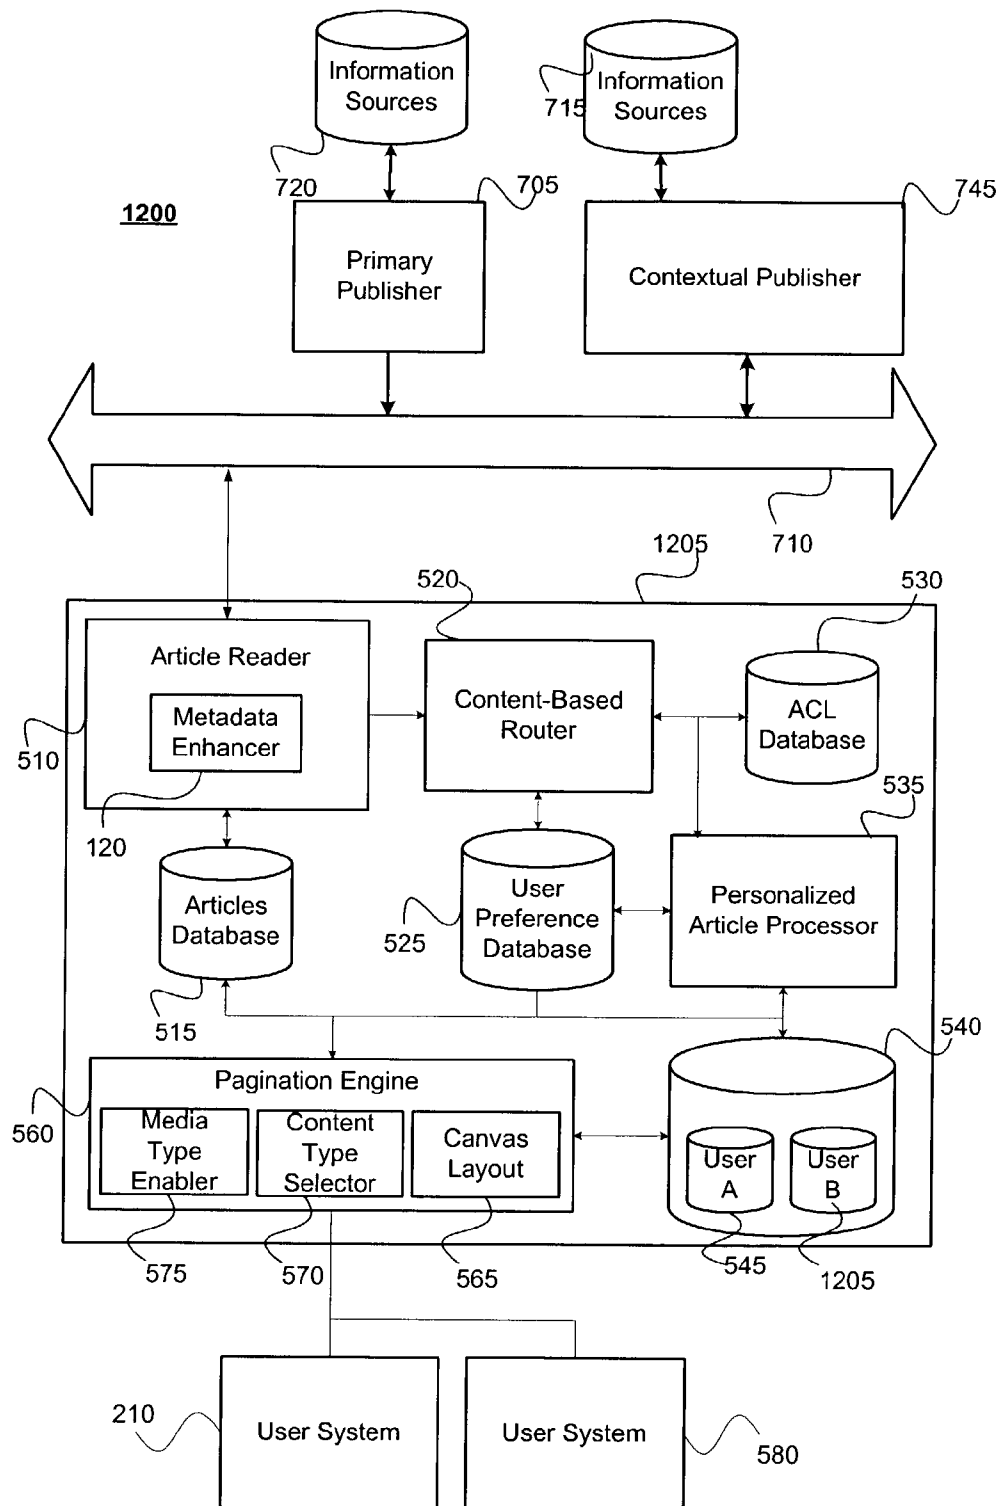 Information
Sources
Information
Sources
715
720
705
745
1200
Primary
Publisher
Contextual Publisher
710
1205
520
530
Article Reader
Metadata
Enhancer
Content-Based
Router
ACL
Database
510
120
535
Articles
Database
User
Preference
Database
Personalized
Article Processor
525
515
540
Pagination Engine
560
Media
Type
Enabler
Content
Type
Selector
Canvas
Layout
User
A
User
B
575
570
565
545
1205
210
User System
User System
580